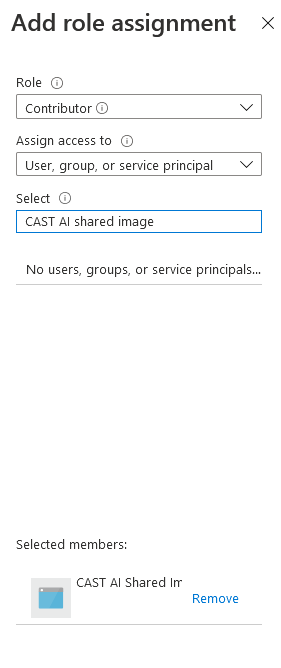 Add role assignment
Role
Contributor
Assign access to
User, group, or service principal
Select
CAST AI shared image
No users, groups, or service principals...
Selected members:
CAST AI Shared Im
Remove